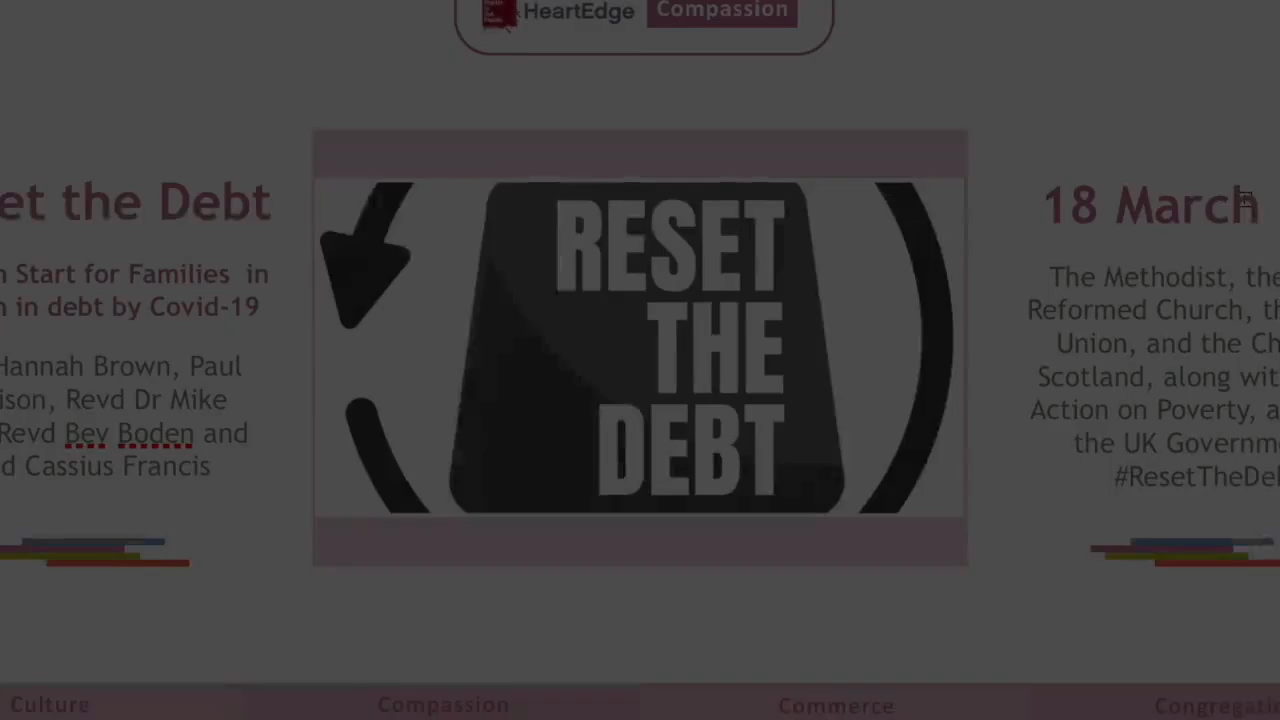 HeartEdge
Compassion
et the Debt
n Start for Families in
n in debt by Covid-19
Hannah Brown, Paul
ison, Revd Dr Mike
Revd Bev Boden and
d Cassius Francis
RESET
THE
DEBT
18 March
The Methodist, the
Reformed Church, th
Union, and the Ch
Scotland, along wit
Action on Poverty, a
the UK Governme
#ResetTheDe
Culture
Compassion
Commerce
Congregati